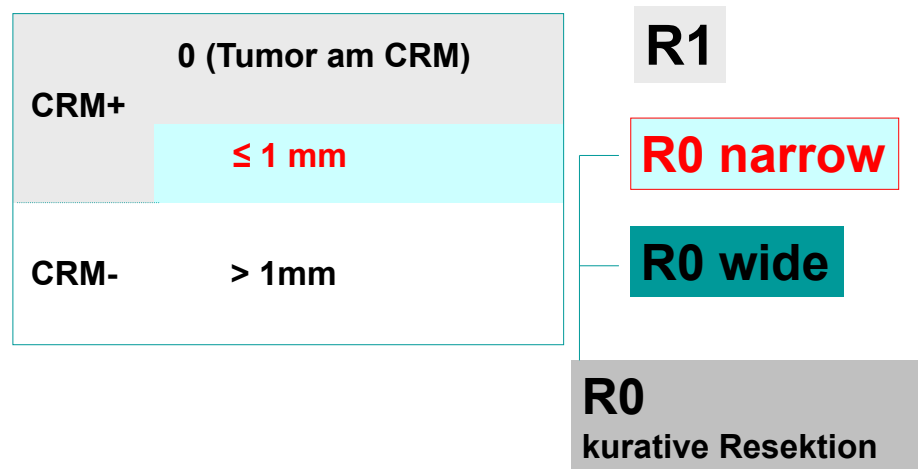 0 (Tumor am CRM)
R1
CRM+
≤ 1 mm
R0 narrow
CRM-
> 1mm
R0 wide
R0
kurative Resektion